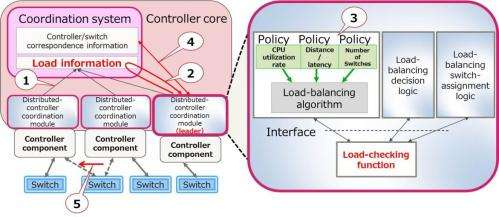 Coordination system
Controller core
Controller/switch
correspondence information
Load information
4
2
1
Distributed-
controller
coordination
module
Distributed-
controller
coordination
module
Distributed-
controller
coordination
module
(leader)
Controller
component
Controller
component
Controller
component
5
Switch
Switch
Switch
Switch
3
Policy
Policy
Policy
CPU
utilization
rate
Distance
/
latency
Number
of
Switches
Load-balancing
algorithm
Load-
balancing
decision
logic
Load-
balancing
switch-
assignment
logic
Interface
Load-checking
function